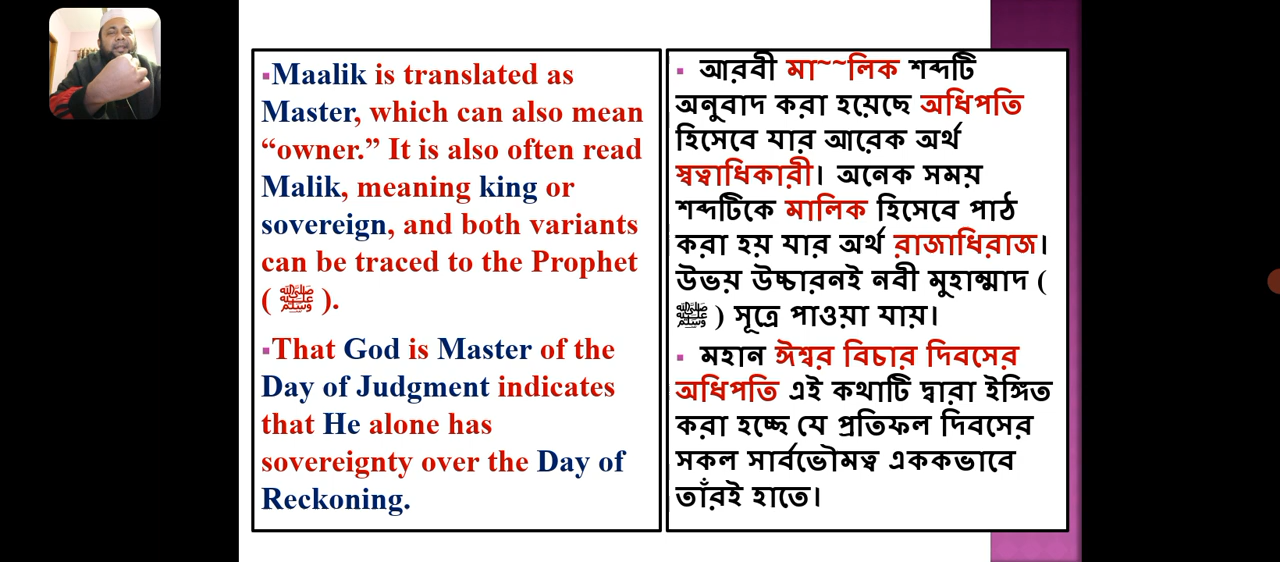 ▪Maalik is translated as
Master, which can also mean
“owner.” It is also often read
Malik, meaning king or
sovereign, and both variants
can be traced to the Prophet
( ﷺ ).
▪That God is Master of the
Day of Judgment indicates
that He alone has
sovereignty over the Day of
Reckoning.
▪ আরবী মা~~লিক শব্দটি
অনুবাদ করা হয়েছে অধিপতি
হিসেবে যার আরেক অর্থ
স্বত্বাধিকারী। অনেক সময়
শব্দটিকে মালিক হিসেবে পাঠ
করা হয় যার অর্থ রাজাধিরাজ।
উভয় উচ্চারনই নবী মুহাম্মাদ (
ﷺ ) সূত্রে পাওয়া যায়।
▪ মহান ঈশ্বর বিচার দিবসের
অধিপতি এই কথাটি দ্বারা ইঙ্গিত
করা হচ্ছে যে প্রতিফল দিবসের
সকল সার্বভৌমত্ব এককভাবে
তাঁরই হাতে।